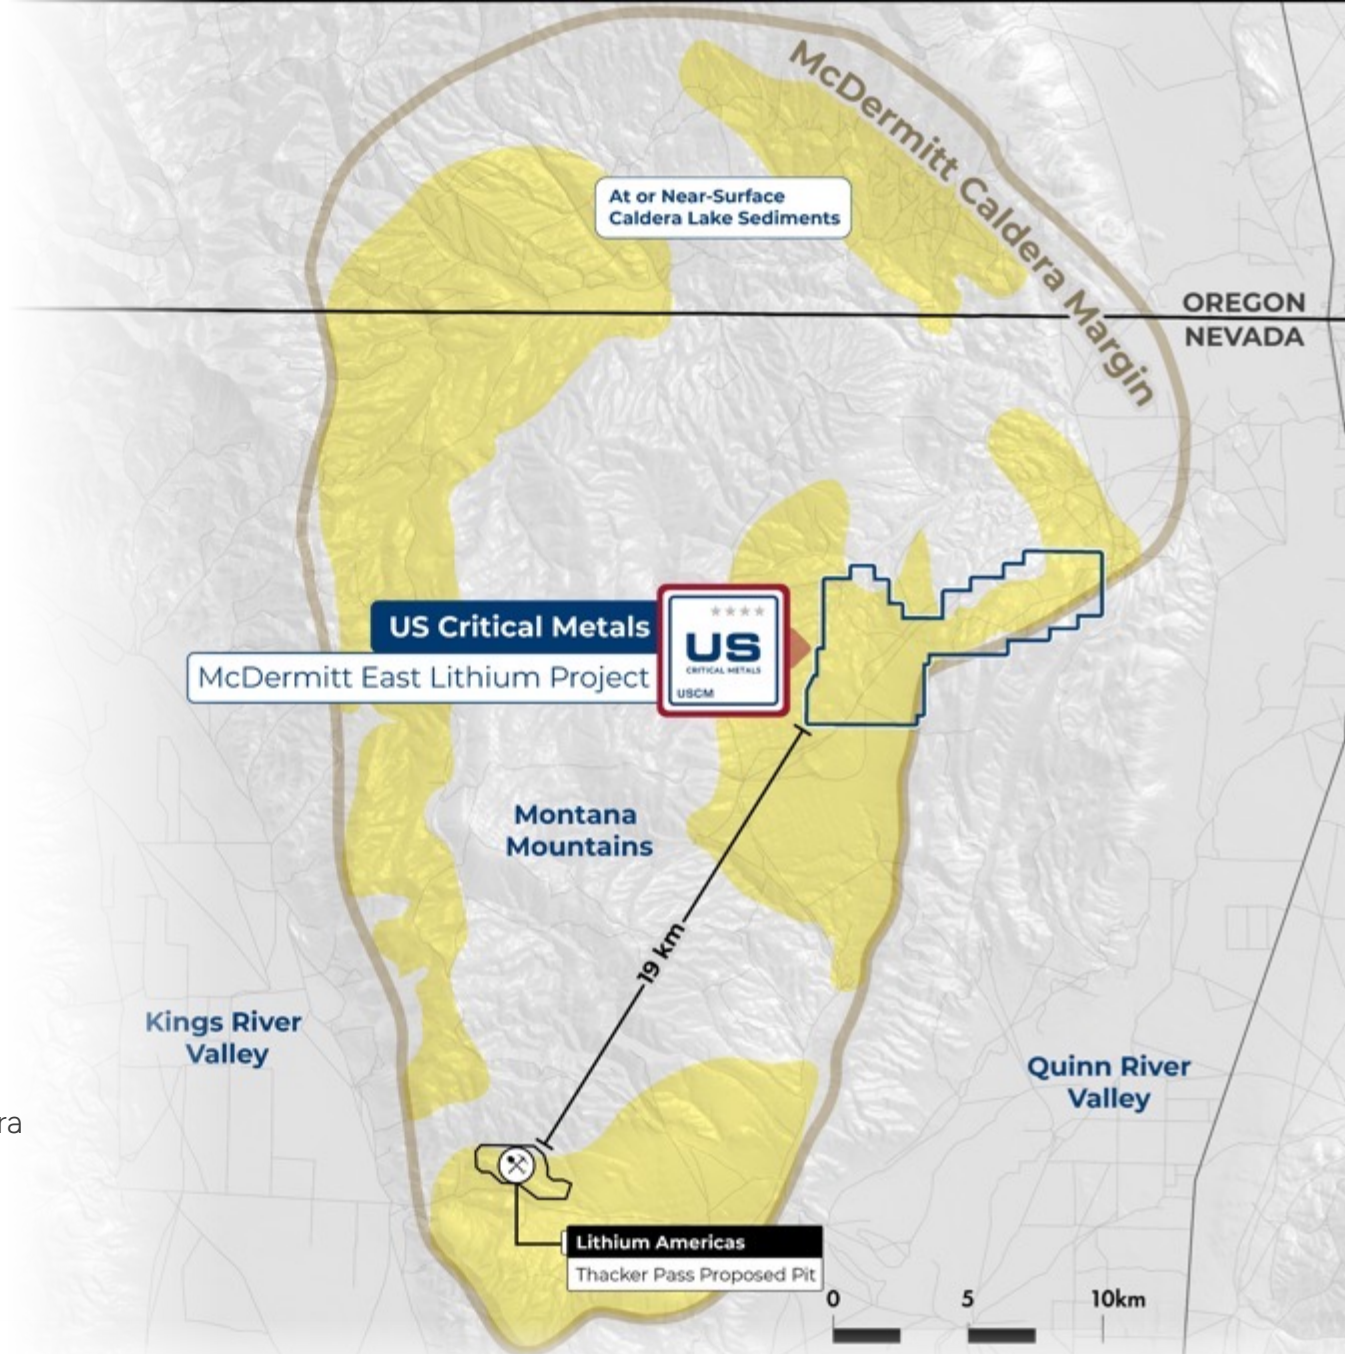 McDermitt Caldera Margin
At or Near-Surface
Caldera Lake Sediments
OREGON
NEVADA
US Critical Metals
McDermitt East Lithium Project
US
CRITICAL METALS
USCM
Montana
Mountains
19 km
Kings River
Valley
Quinn River
Valley
ra
Lithium Americas
Thacker Pass Proposed Pit
0 5 10km